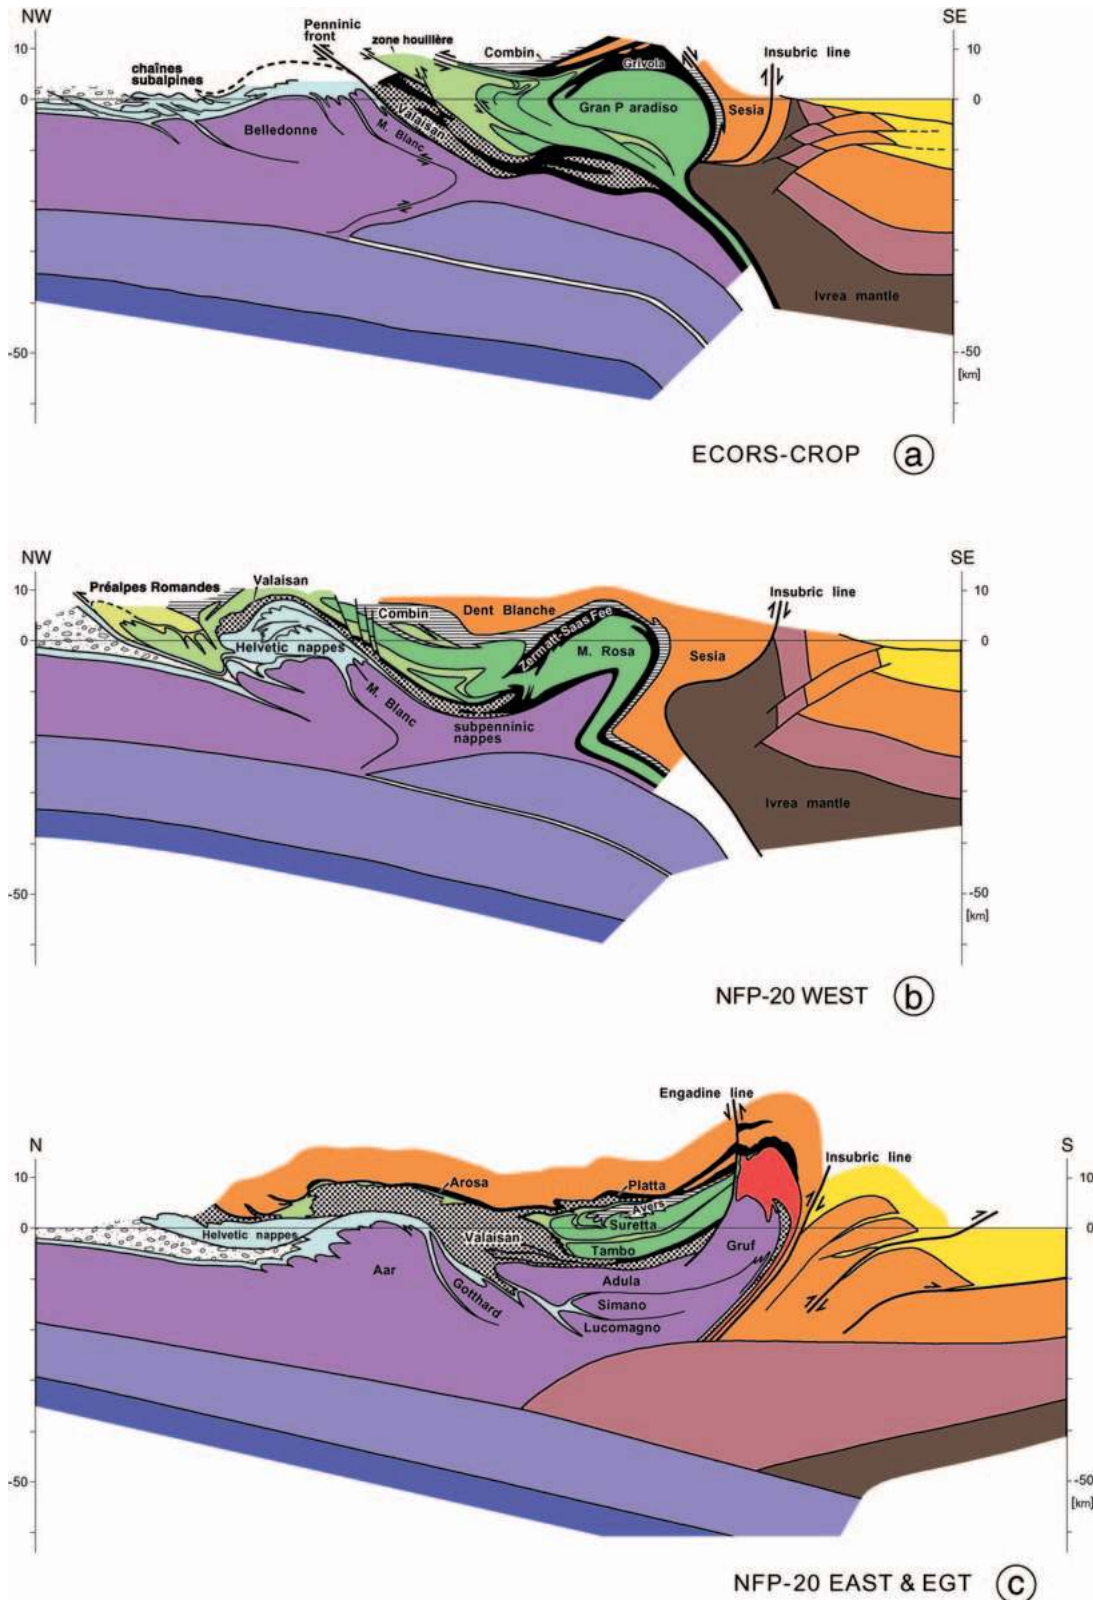 NW
SE
Penninic
front
zone houillère
Combin
Insubric line
10
10
chaînes
subalpines
Grivola
0
0
Belledonne
M. Blanc
Valaisan
Gran P aradiso
Sesia
Ivrea mantle
-50
-50
[km]
ECORS-CROP a
NW
SE
Préalpes Romandes
Valaisan
Insubric line
10
10
Combin
Dent Blanche
Zermatt-Saas Fee
0
0
Helvetic nappes
M. Rosa
Sesia
M. Blanc
subpenninic
nappes
Ivrea mantle
-50
-50
[km]
NFP-20 WEST b
Engadine line
N
S
Insubric line
10
10
Arosa
Platta
Avers
0
0
Helvetic nappes
Valaisan
Suretta
Tambo
Gruf
Aar
Adula
Gotthard
Simano
Lucomagno
-50
-50
[km]
NFP-20 EAST & EGT c